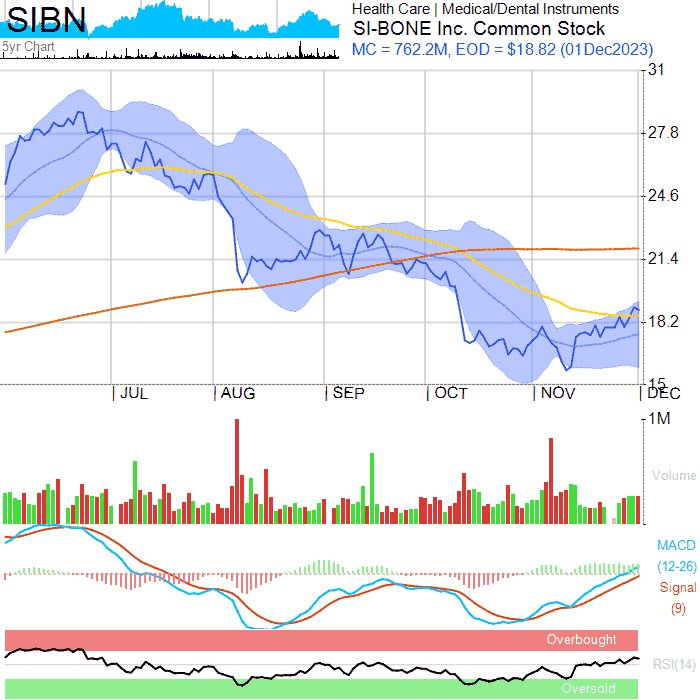 SIBN
5yr Chart
Health Care | Medical/Dental Instruments
SI-BONE Inc. Common Stock
MC = 762.2M, EOD = $18.82 (01Dec2023)
31
27.8
24.6
21.4
18.2
15
JUL AUG SEP OCT NOV DEC
1M
Volume
MACD
(12-26)
Signal
(9)
Overbought
RSI(14)
Oversold